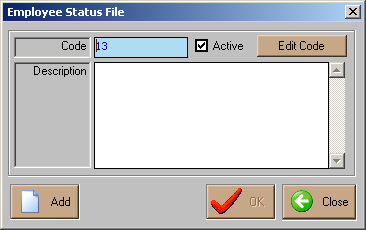 Employee Status File
Code 13 Active Edit Code
Description
Add OK Close